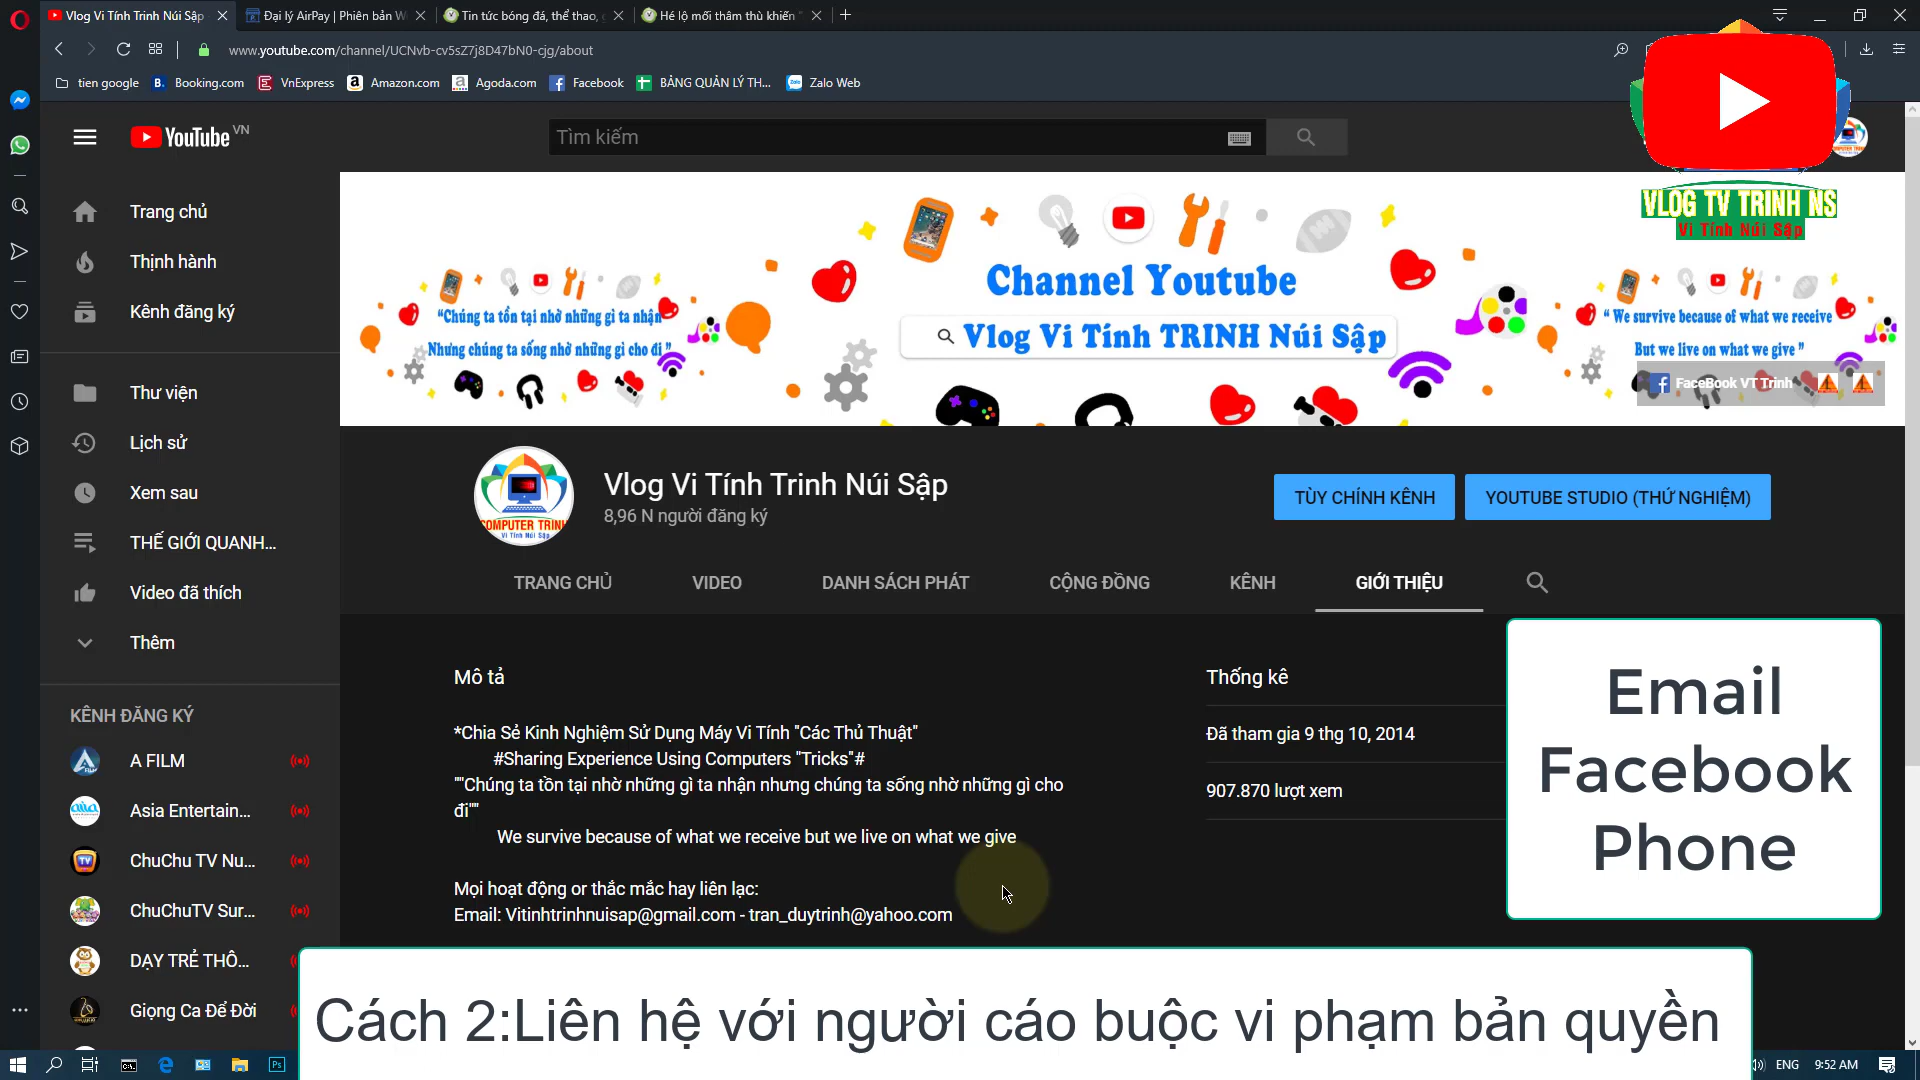 Vlog Vi Tính Trinh Núi Sập
Đại lý AirPay | Phiên bản W
Tin tức bóng đá, thể thao,
Hé lộ mối thâm thù khiến "
www.youtube.com/channel/UCNvb-cv5sZ7j8D47bN0-cjg/about
tien google
B. Booking.com
E VnExpress
a Amazon.com
a Agoda.com
Facebook
BẢNG QUẢN LÝ TH...
Zalo Web
YouTube VN
Tìm kiếm
VLOG TV TRINH NS
Vi Tính Núi Sập
Trang chủ
Thịnh hành
Kênh đăng ký
Thư viện
Lịch sử
Xem sau
THẾ GIỚI QUANH...
Video đã thích
Thêm
KÊNH ĐĂNG KÝ
A FILM
Asia Entertain...
ChuChu TV Nu...
ChuChuTV Sur...
DẠY TRẺ THÔ...
Giọng Ca Để Đời
"Chúng ta tồn tại nhờ những gì ta nhận
Nhưng chúng ta sống nhờ những gì cho đi "
Channel Youtube
Vlog Vi Tính TRINH Núi Sập
" We survive because of what we receive
But we live on what we give "
FaceBook VT Trinh
COMPUTER TRINH
Vi Tính Núi Sập
Vlog Vi Tính Trinh Núi Sập
8,96 N người đăng ký
TÙY CHỈNH KÊNH
YOUTUBE STUDIO (THỬ NGHIỆM)
TRANG CHỦ
VIDEO
DANH SÁCH PHÁT
CỘNG ĐỒNG
KÊNH
GIỚI THIỆU
Mô tả
*Chia Sẻ Kinh Nghiệm Sử Dụng Máy Vi Tính "Các Thủ Thuật"
#Sharing Experience Using Computers "Tricks"#
""Chúng ta tồn tại nhờ những gì ta nhận nhưng chúng ta sống nhờ những gì cho
đi""
We survive because of what we receive but we live on what we give
Mọi hoạt động or thắc mắc hay liên lạc:
Email: Vitinhtrinhnuisap@gmail.com - tran_duytrinh@yahoo.com
Thống kê
Đã tham gia 9 thg 10, 2014
907.870 lượt xem
Email
Facebook
Phone
Cách 2:Liên hệ với người cáo buộc vi phạm bản quyền
Ps
ENG
9:52 AM